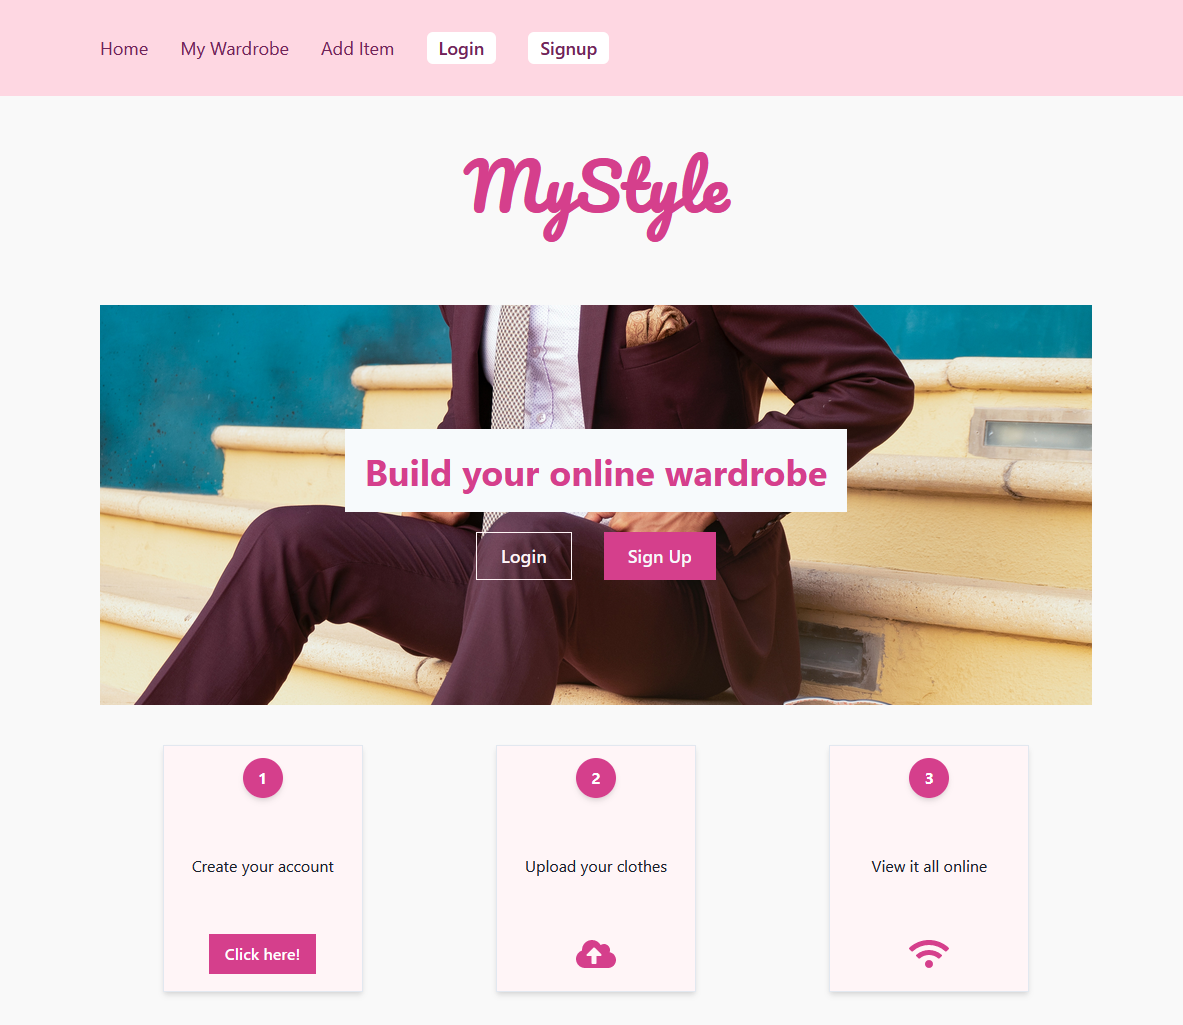 Home My Wardrobe Add Item Login Signup
MyStyle
Build your online wardrobe
Login Sign Up
1
Create your account
Click here!
2
Upload your clothes
3
View it all online